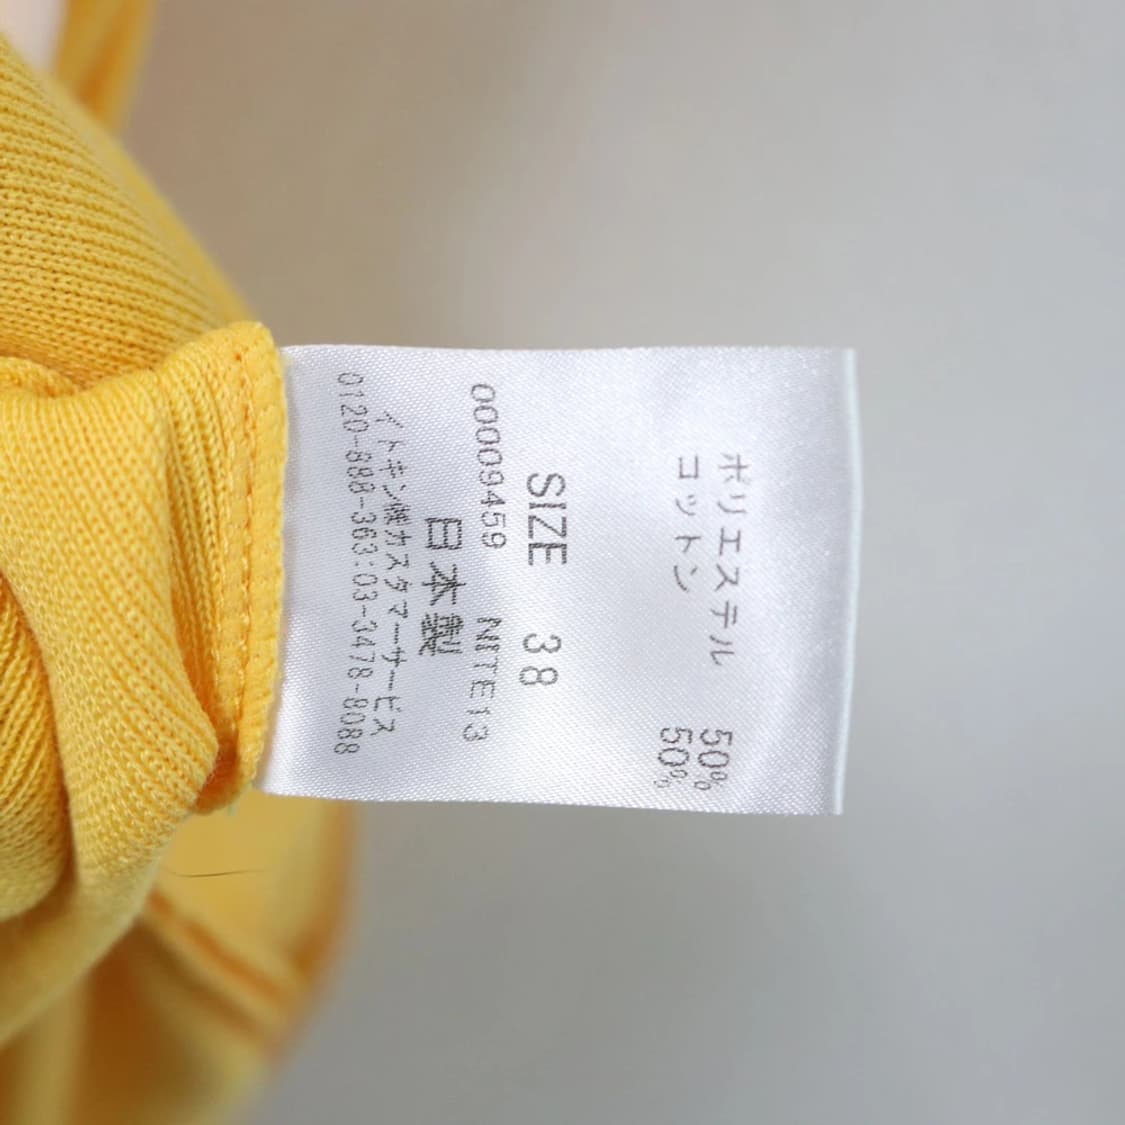 ポリエステル 50%
コットン 50%
SIZE 38
00009459 NITE13
日本製
イトキン㈱カスタマーサービス
0120-888-363:03-3478-8088